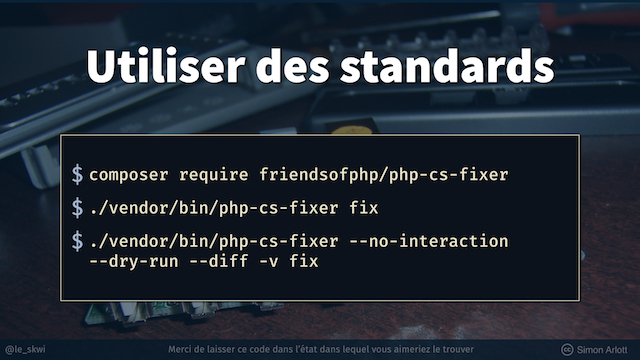 Utiliser des standards
$ composer require friendsofphp/php-cs-fixer
$ ./vendor/bin/php-cs-fixer fix
$ ./vendor/bin/php-cs-fixer --no-interaction
--dry-run --diff -v fix
@le_skwi
Merci de laisser ce code dans l'état dans lequel vous aimeriez le trouver
cc Simon Arlott